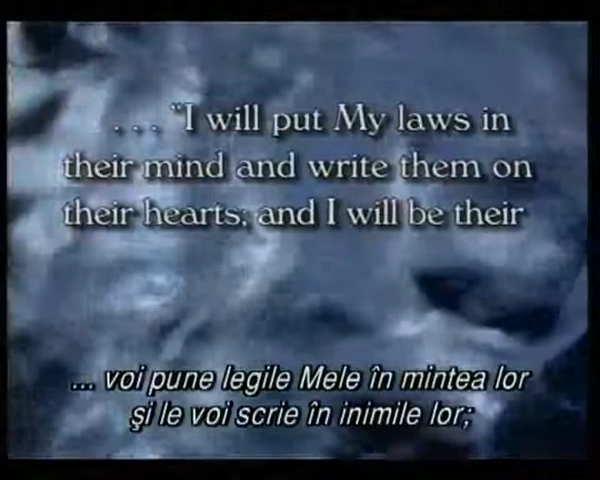 . . . "I will put My laws in
their mind and write them on
their hearts; and I will be their
... voi pune legile Mele în mintea lor
şi le voi scrie în inimile lor;